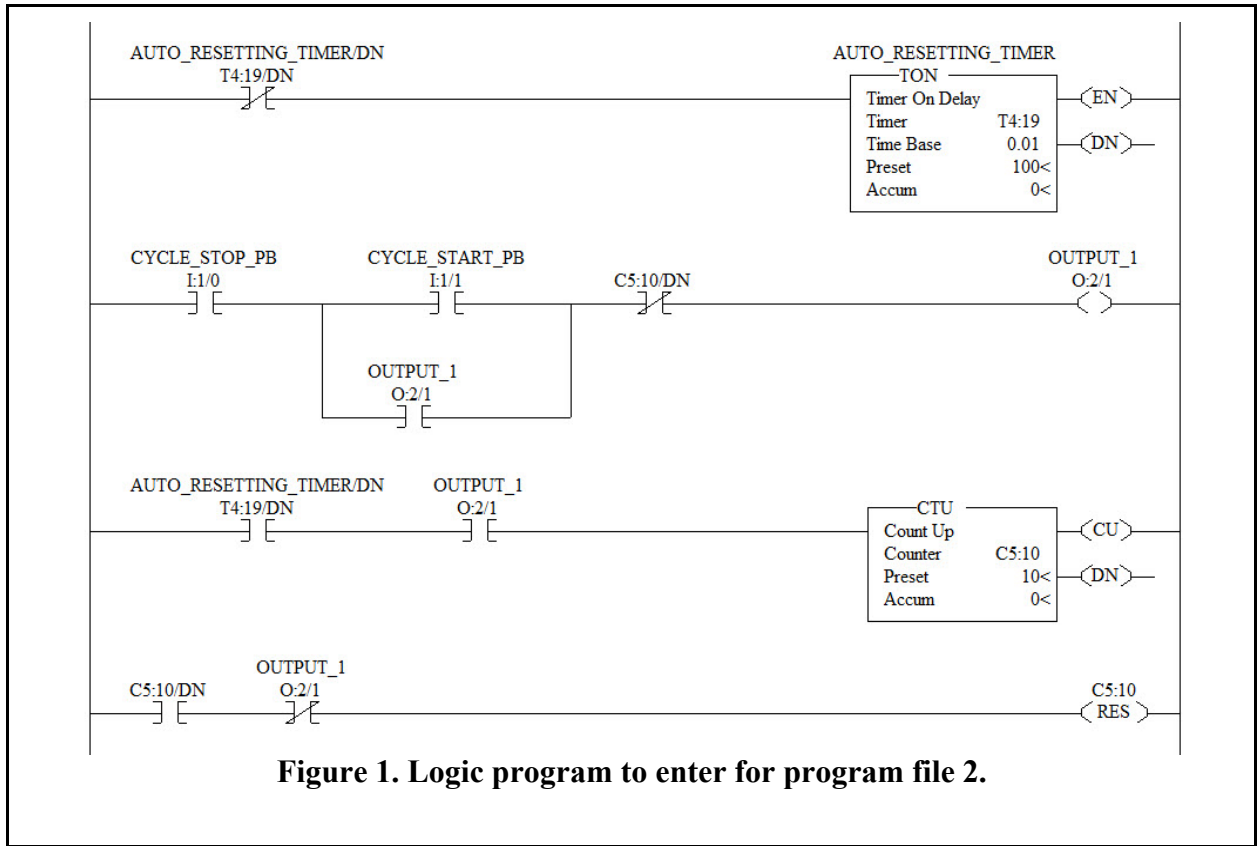 AUTO_RESETTING_TIMER/DN
T4:19/DN
AUTO_RESETTING_TIMER
TON
Timer On Delay
Timer T4:19
Time Base 0.01
Preset 100<
Accum 0<
EN
DN
CYCLE_STOP_PB
I:1/0
CYCLE_START_PB
I:1/1
C5:10/DN
OUTPUT_1
O:2/1
OUTPUT_1
O:2/1
AUTO_RESETTING_TIMER/DN
T4:19/DN
OUTPUT_1
O:2/1
CTU
Count Up
Counter C5:10
Preset 10<
Accum 0<
CU
DN
C5:10/DN
OUTPUT_1
O:2/1
C5:10
RES
Figure 1. Logic program to enter for program file 2.